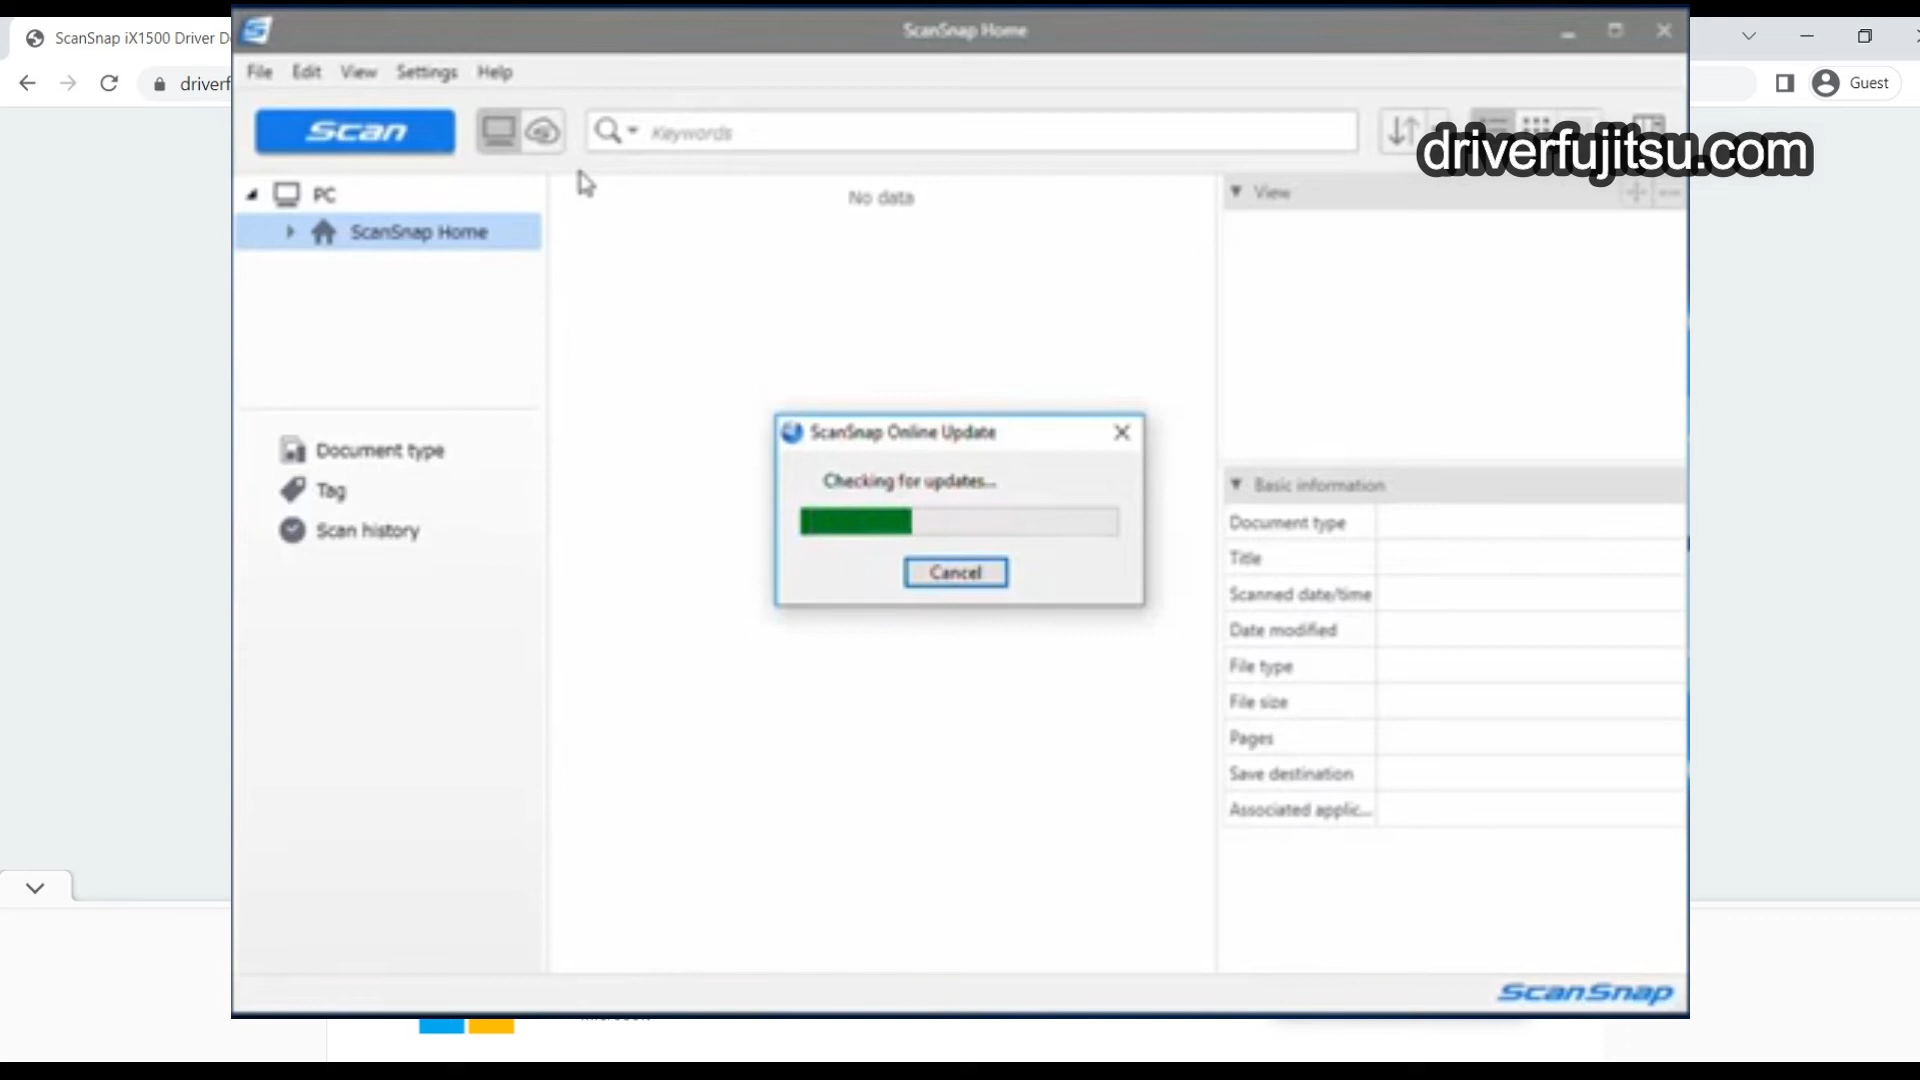 ScanSnap iX1500 Driver D
ScanSnap Home
File Edit View Settings Help
driverf
Guest
Scan
Keywords
driverfujitsu.com
PC
ScanSnap Home
No data
View
Document type
Tag
Scan history
ScanSnap Online Update
Checking for updates...
Cancel
Basic information
Document type
Title
Scanned date/time
Date modified
File type
File size
Pages
Save destination
Associated applic...
ScanSnap